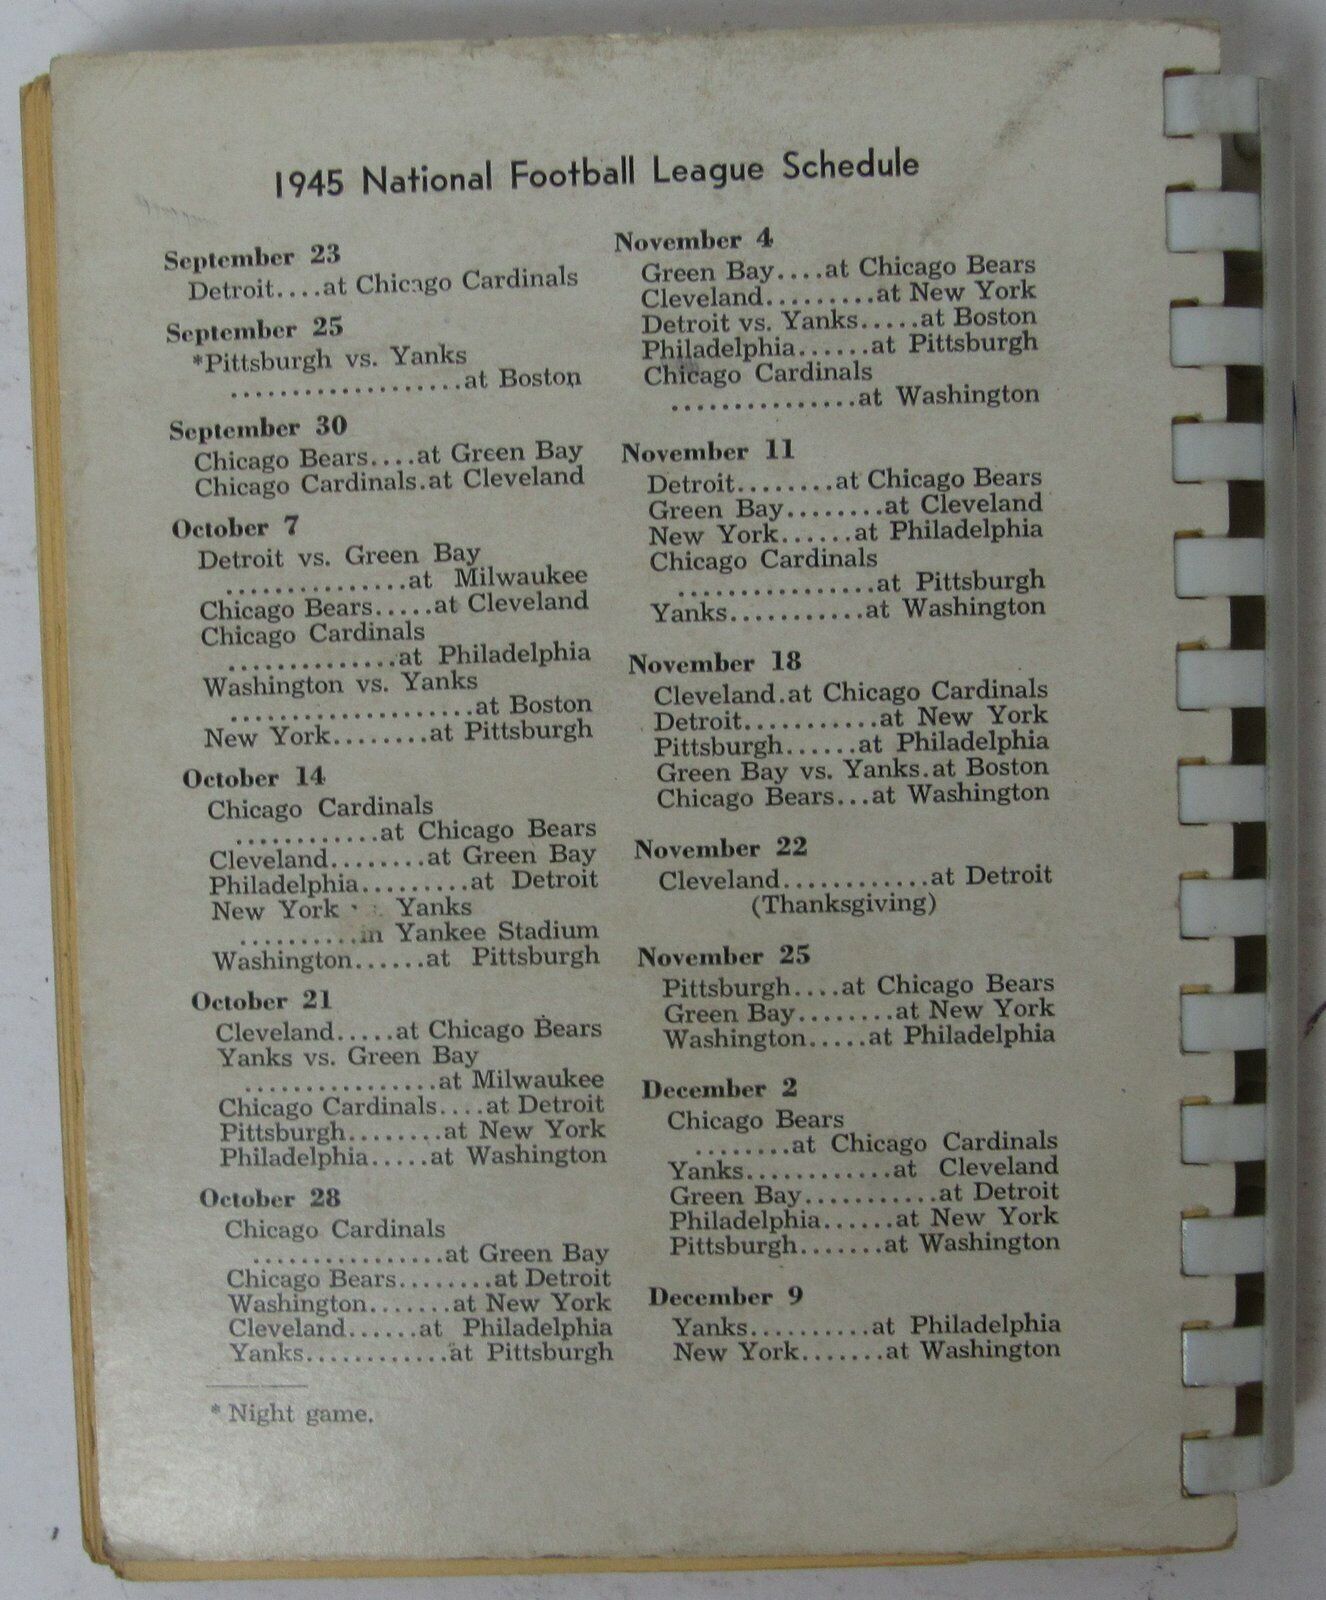 1945 National Football League Schedule
September 23
Detroit....at Chicago Cardinals
September 25
*Pittsburgh vs. Yanks
...................at Boston
September 30
Chicago Bears....at Green Bay
Chicago Cardinals.at Cleveland
October 7
Detroit vs. Green Bay
...............at Milwaukee
Chicago Bears.....at Cleveland
Chicago Cardinals
..............at Philadelphia
Washington vs. Yanks
....................at Boston
New York........at Pittsburgh
October 14
Chicago Cardinals
............at Chicago Bears
Cleveland........at Green Bay
Philadelphia.........at Detroit
New York Yanks
..........in Yankee Stadium
Washington......at Pittsburgh
October 21
Cleveland.....at Chicago Bears
Yanks vs. Green Bay
................at Milwaukee
Chicago Cardinals....at Detroit
Pittsburgh........at New York
Philadelphia.....at Washington
October 28
Chicago Cardinals
................at Green Bay
Chicago Bears........at Detroit
Washington.......at New York
Cleveland......at Philadelphia
Yanks............at Pittsburgh
* Night game.
November 4
Green Bay....at Chicago Bears
Cleveland.........at New York
Detroit vs. Yanks.....at Boston
Philadelphia......at Pittsburgh
Chicago Cardinals
...............at Washington
November 11
Detroit........at Chicago Bears
Green Bay........at Cleveland
New York......at Philadelphia
Chicago Cardinals
................at Pittsburgh
Yanks...........at Washington
November 18
Cleveland.at Chicago Cardinals
Detroit...........at New York
Pittsburgh......at Philadelphia
Green Bay vs. Yanks.at Boston
Chicago Bears...at Washington
November 22
Cleveland............at Detroit
(Thanksgiving)
November 25
Pittsburgh....at Chicago Bears
Green Bay........at New York
Washington.....at Philadelphia
December 2
Chicago Bears
........at Chicago Cardinals
Yanks............at Cleveland
Green Bay...........at Detroit
Philadelphia......at New York
Pittsburgh.......at Washington
December 9
Yanks..........at Philadelphia
New York.......at Washington